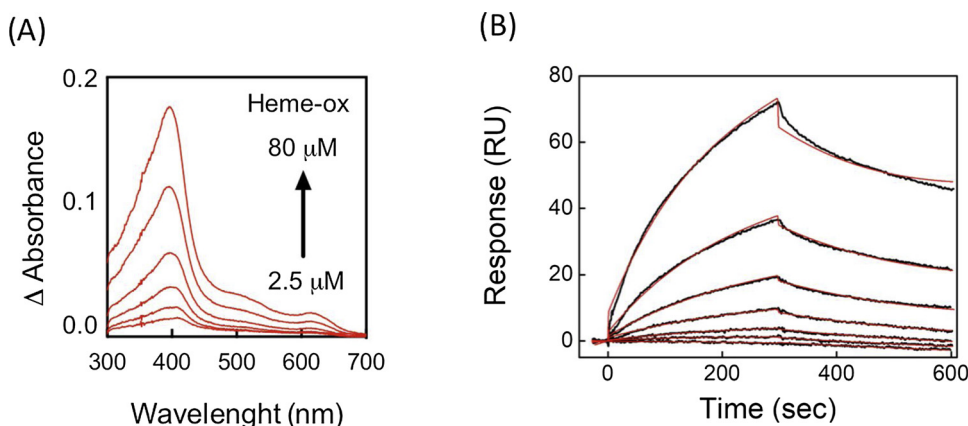 (A)
0.2
0.1
0.0
Δ Absorbance
Heme-ox
80 μM
2.5 μM
300 400 500 600 700
Wavelenght (nm)
(B)
80
60
40
20
0
Response (RU)
0 200 400 600
Time (sec)